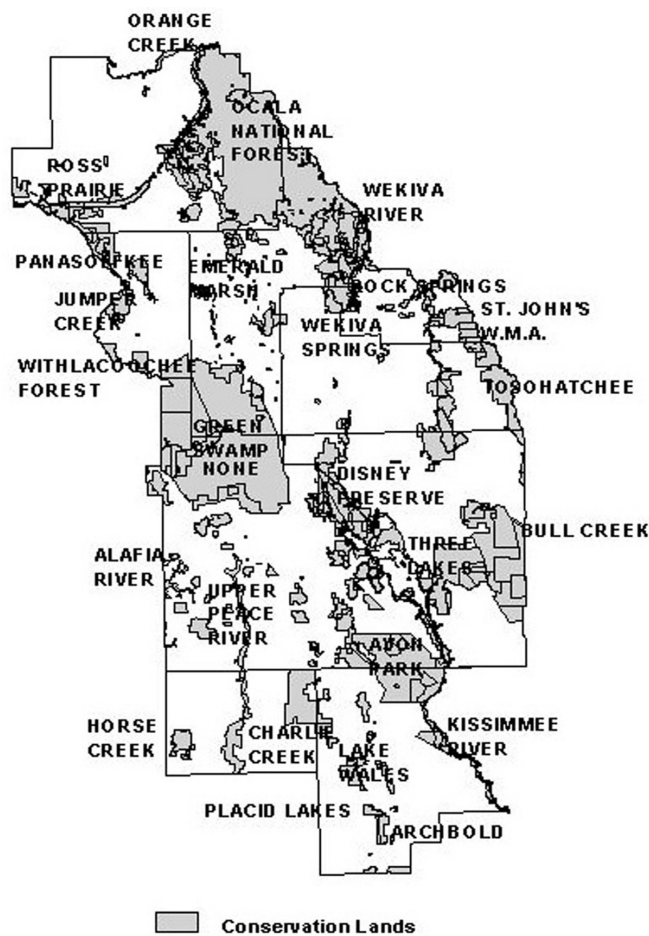 ORANGE
CREEK
OCALA
NATIONAL
FOREST
ROSS
PRAIRIE
WEKIVA
RIVER
PANASOFFKEE
EMERALD
MARSH
ROCK SPRINGS
JUMPER
CREEK
ST. JOHN'S
W.M.A.
WEKIVA
SPRINGS
WITHLACOOCHEE
FOREST
TOSOHATCHEE
GREEN
SWAMP
NONE
DISNEY
PRESERVE
BULL CREEK
THREE
LAKES
ALAFIA
RIVER
UPPER
PLACE
RIVER
AVON
PARK
HORSE
CREEK
CHARLIE
CREEK
LAKE
WALES
KISSIMMEE
RIVER
PLACID LAKES
ARCHBOLD
Conservation Lands